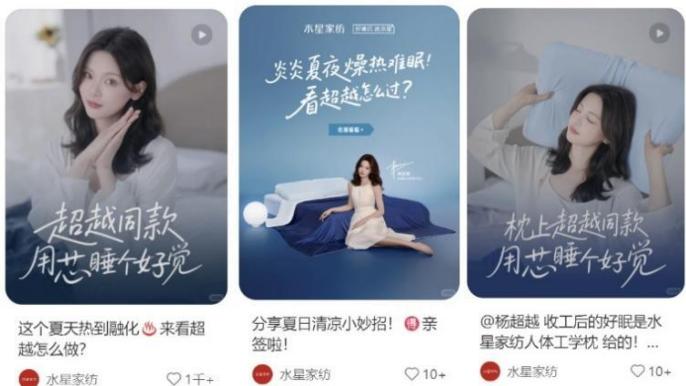 超越同款
用芯睡个好觉
这个夏天热到融化♨️来看超
越怎么做?
水星家纺
1千+
水星家纺
炎炎夏夜燥热难眠!
看超越怎么过?
分享夏日清凉小妙招!🉐亲
签啦!
水星家纺
10+
枕上超越同款
用芯睡个好觉
@杨超越 收工后的好眠是水
星家纺人体工学枕 给的!...
水星家纺
10+